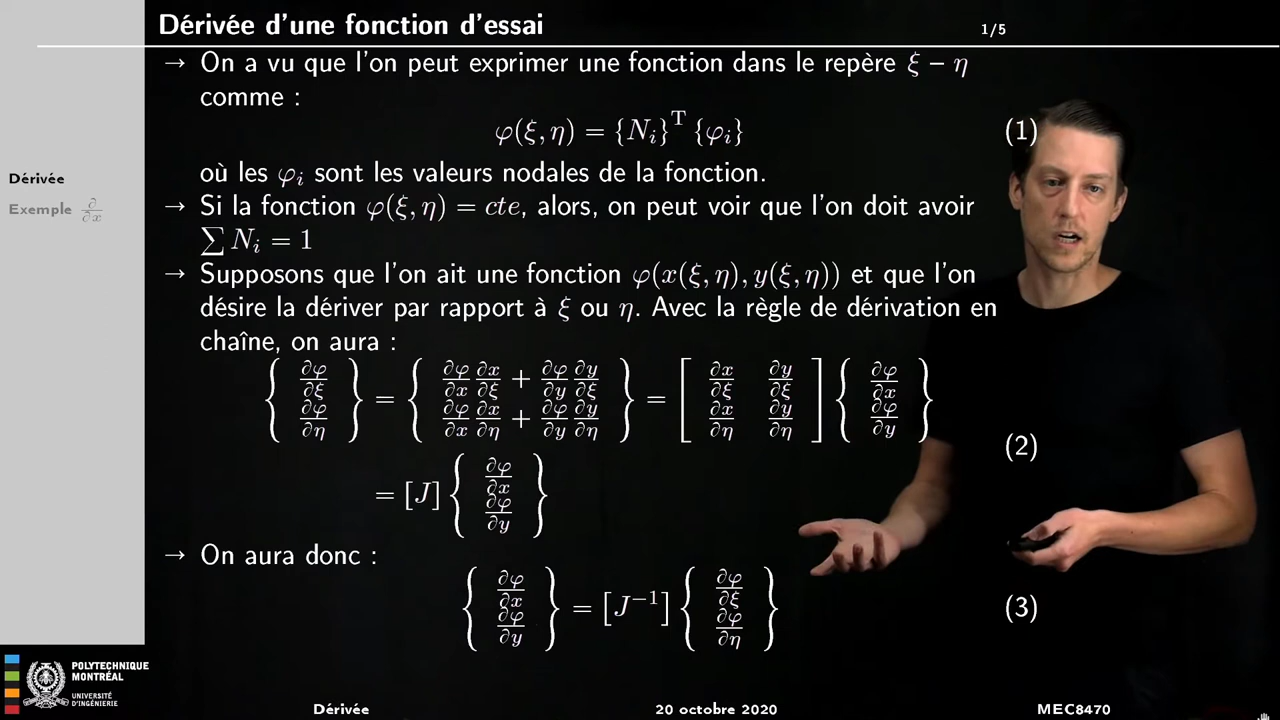 Dérivée d'une fonction d'essai
1/5
→ On a vu que l'on peut exprimer une fonction dans le repère ξ − η
comme :
φ(ξ, η) = {N_i}^T {φ_i} (1)
où les φ_i sont les valeurs nodales de la fonction.
→ Si la fonction φ(ξ, η) = cte, alors, on peut voir que l'on doit avoir
∑ N_i = 1
→ Supposons que l'on ait une fonction φ(x(ξ, η), y(ξ, η)) et que l'on
désire la dériver par rapport à ξ ou η. Avec la règle de dérivation en
chaîne, on aura :
{ ∂φ/∂ξ ; ∂φ/∂η } = { ∂φ/∂x ∂x/∂ξ + ∂φ/∂y ∂y/∂ξ ; ∂φ/∂x ∂x/∂η + ∂φ/∂y ∂y/∂η } = [ ∂x/∂ξ ∂y/∂ξ ; ∂x/∂η ∂y/∂η ] { ∂φ/∂x ; ∂φ/∂y }
(2)
= [J] { ∂φ/∂x ; ∂φ/∂y }
→ On aura donc :
{ ∂φ/∂x ; ∂φ/∂y } = [J^−1] { ∂φ/∂ξ ; ∂φ/∂η } (3)
Dérivée
Exemple ∂/∂x
POLYTECHNIQUE
MONTRÉAL
UNIVERSITÉ
D'INGÉNIERIE
Dérivée
20 octobre 2020
MEC8470